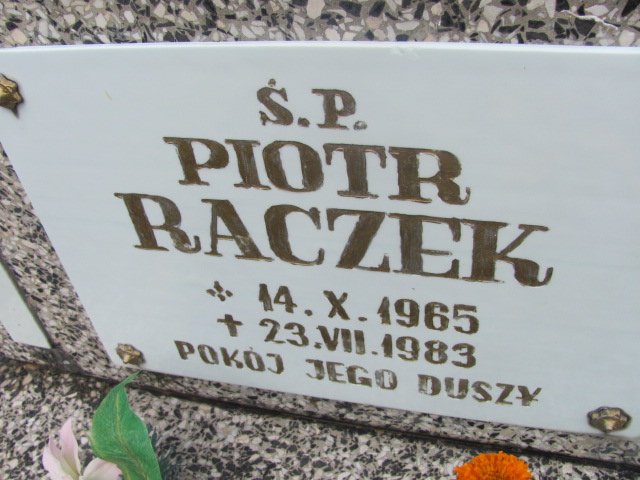 Ś.P.
PIOTR
RACZEK
* 14. X. 1965
† 23.VII.1983
POKÓJ JEGO DUSZY